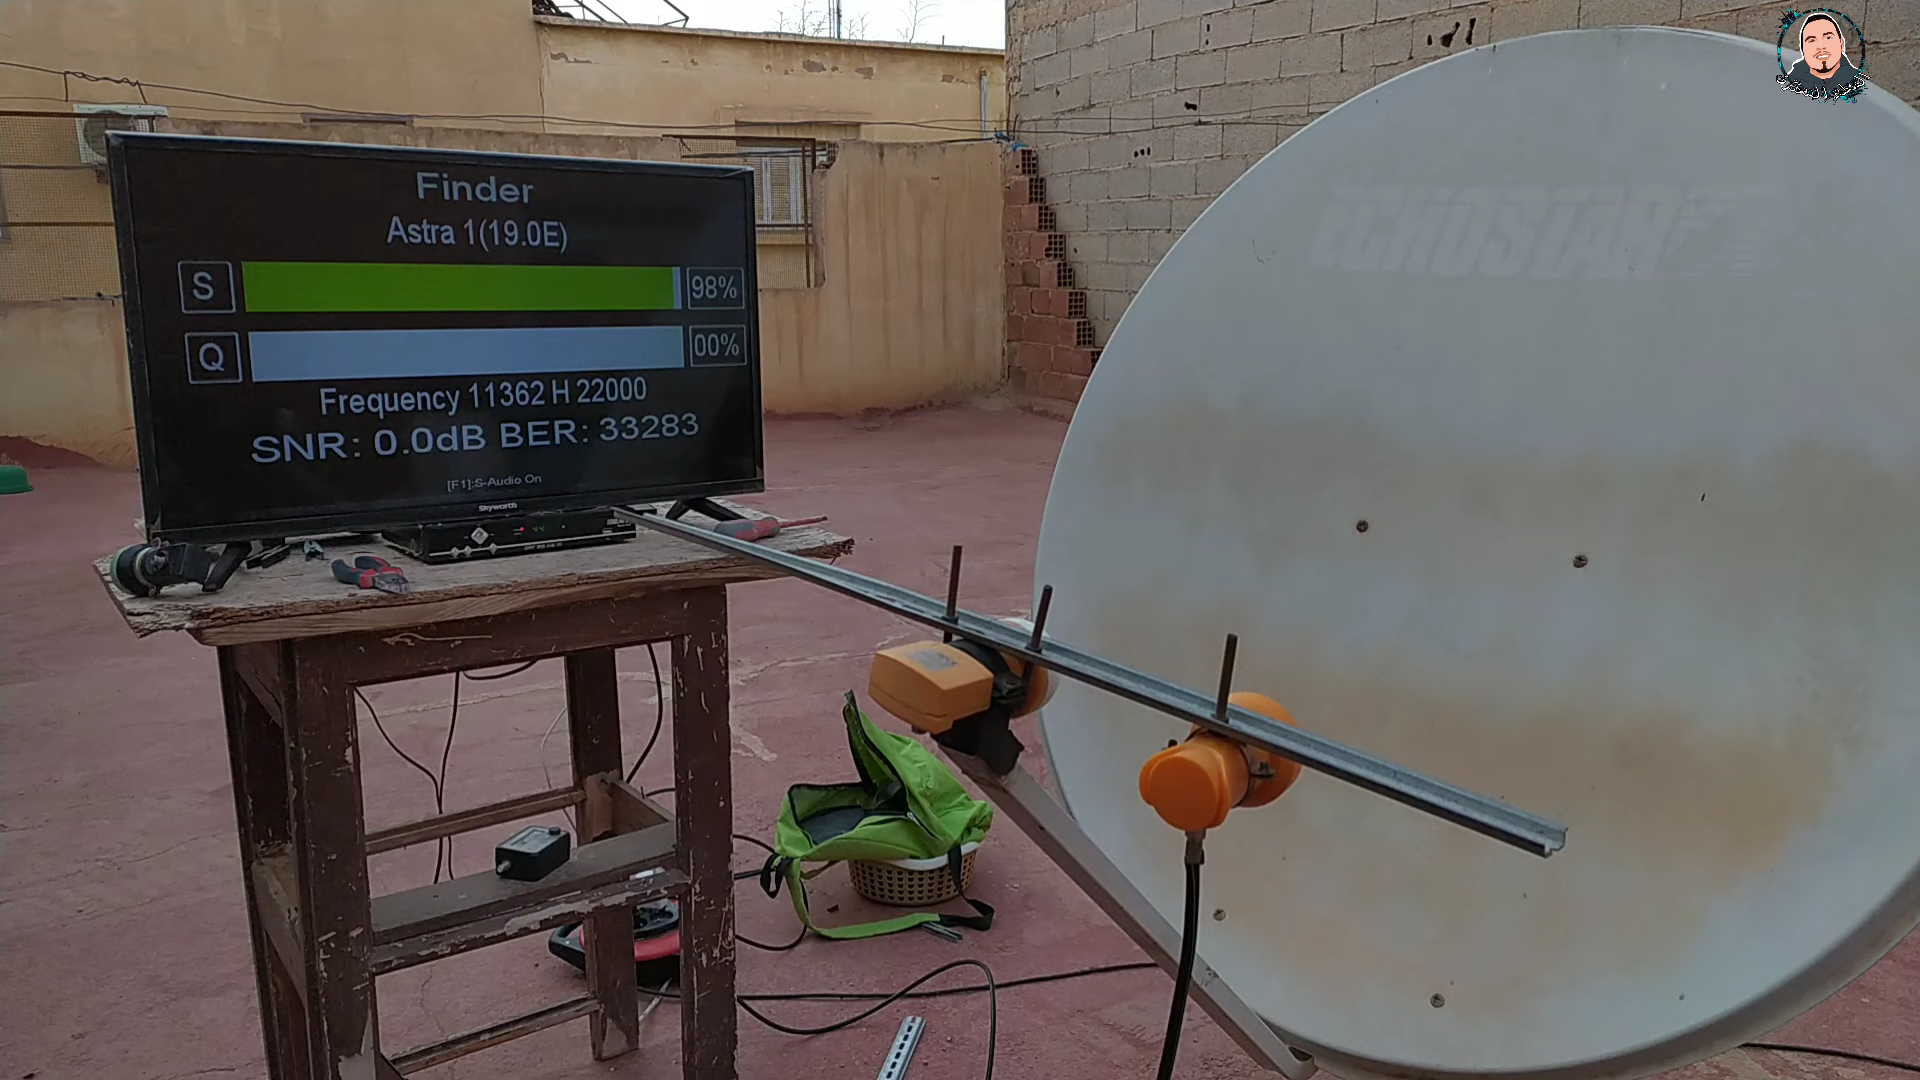 Finder
Astra 1(19.0E)
S 98%
Q 00%
Frequency 11362 H 22000
SNR: 0.0dB BER: 33283
[F1]:S-Audio On
Skyworth
ECHOSTAR